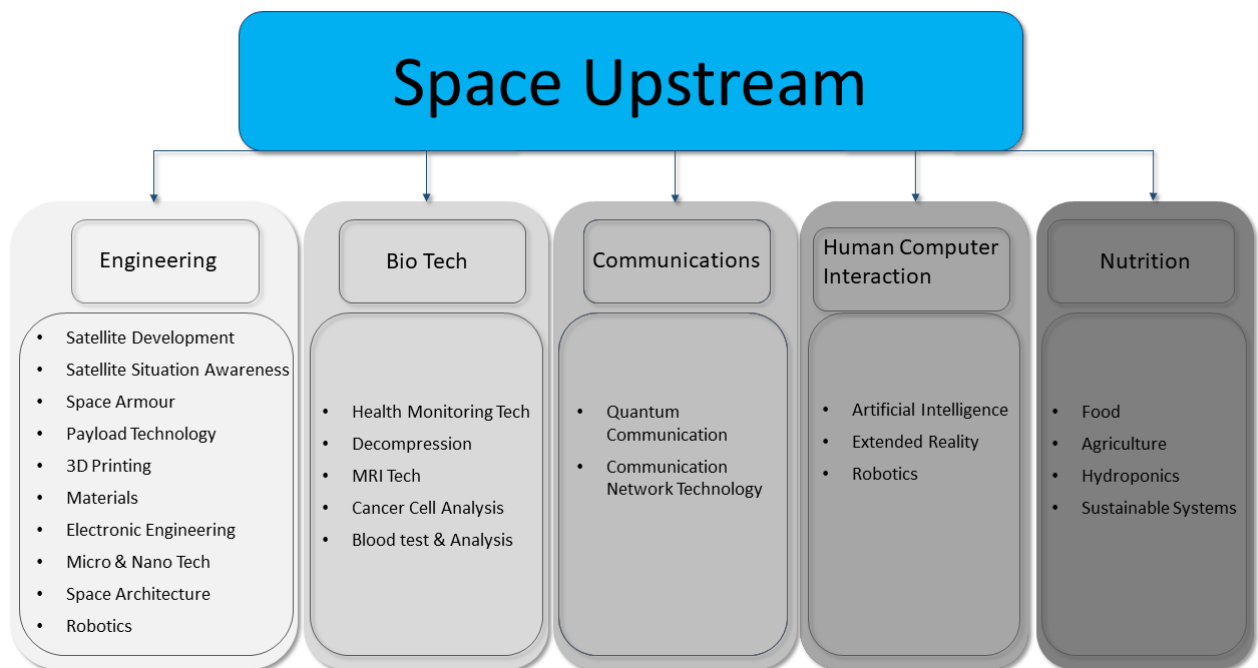 Space Upstream
Engineering
• Satellite Development
• Satellite Situation Awareness
• Space Armour
• Payload Technology
• 3D Printing
• Materials
• Electronic Engineering
• Micro & Nano Tech
• Space Architecture
• Robotics
Bio Tech
• Health Monitoring Tech
• Decompression
• MRI Tech
• Cancer Cell Analysis
• Blood test & Analysis
Communications
• Quantum
Communication
• Communication
Network Technology
Human Computer
Interaction
• Artificial Intelligence
• Extended Reality
• Robotics
Nutrition
• Food
• Agriculture
• Hydroponics
• Sustainable Systems